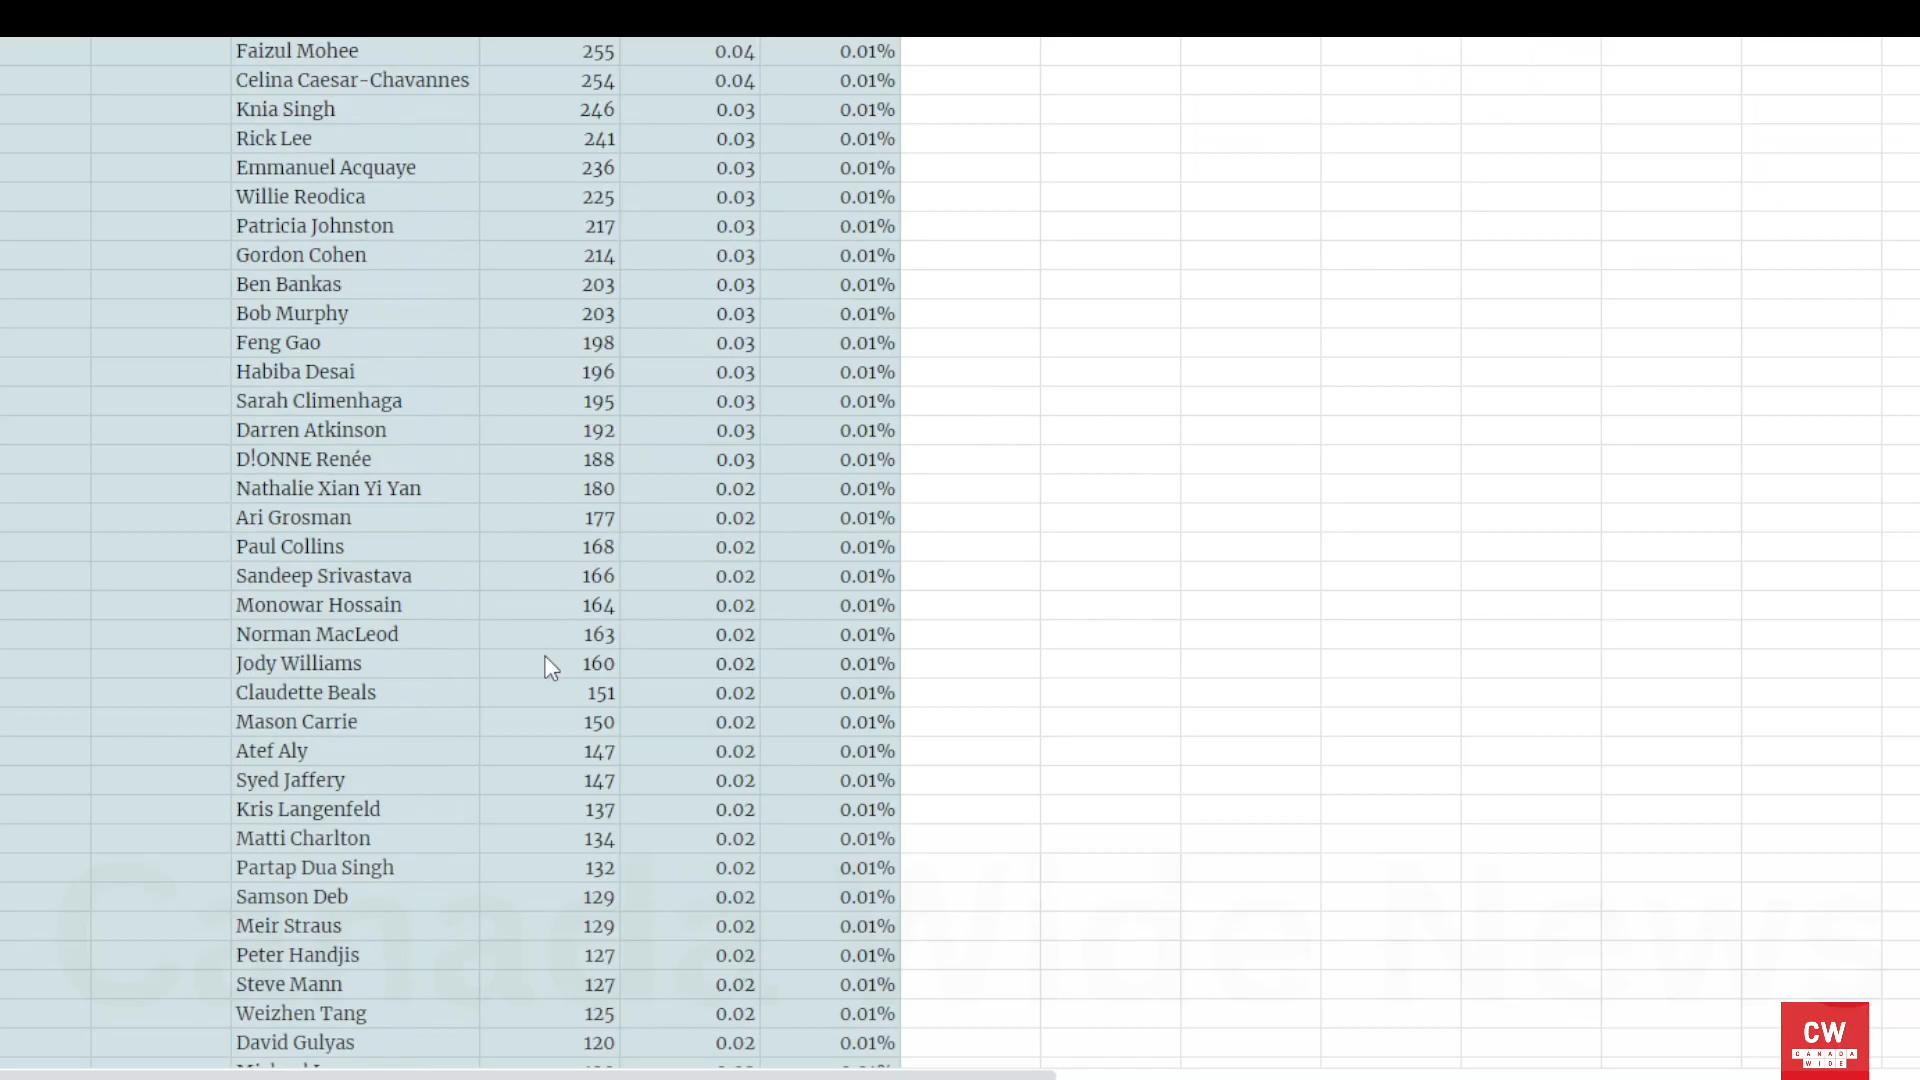 Faizul Mohee 255 0.04 0.01%
Celina Caesar-Chavannes 254 0.04 0.01%
Knia Singh 246 0.03 0.01%
Rick Lee 241 0.03 0.01%
Emmanuel Acquaye 236 0.03 0.01%
Willie Reodica 225 0.03 0.01%
Patricia Johnston 217 0.03 0.01%
Gordon Cohen 214 0.03 0.01%
Ben Bankas 203 0.03 0.01%
Bob Murphy 203 0.03 0.01%
Feng Gao 198 0.03 0.01%
Habiba Desai 196 0.03 0.01%
Sarah Climenhaga 195 0.03 0.01%
Darren Atkinson 192 0.03 0.01%
D!ONNE Renée 188 0.03 0.01%
Nathalie Xian Yi Yan 180 0.02 0.01%
Ari Grosman 177 0.02 0.01%
Paul Collins 168 0.02 0.01%
Sandeep Srivastava 166 0.02 0.01%
Monowar Hossain 164 0.02 0.01%
Norman MacLeod 163 0.02 0.01%
Jody Williams 160 0.02 0.01%
Claudette Beals 151 0.02 0.01%
Mason Carrie 150 0.02 0.01%
Atef Aly 147 0.02 0.01%
Syed Jaffery 147 0.02 0.01%
Kris Langenfeld 137 0.02 0.01%
Matti Charlton 134 0.02 0.01%
Partap Dua Singh 132 0.02 0.01%
Samson Deb 129 0.02 0.01%
Meir Straus 129 0.02 0.01%
Peter Handjis 127 0.02 0.01%
Steve Mann 127 0.02 0.01%
Weizhen Tang 125 0.02 0.01%
David Gulyas 120 0.02 0.01%
Canada Wide News
CW
CANADA
WIDE